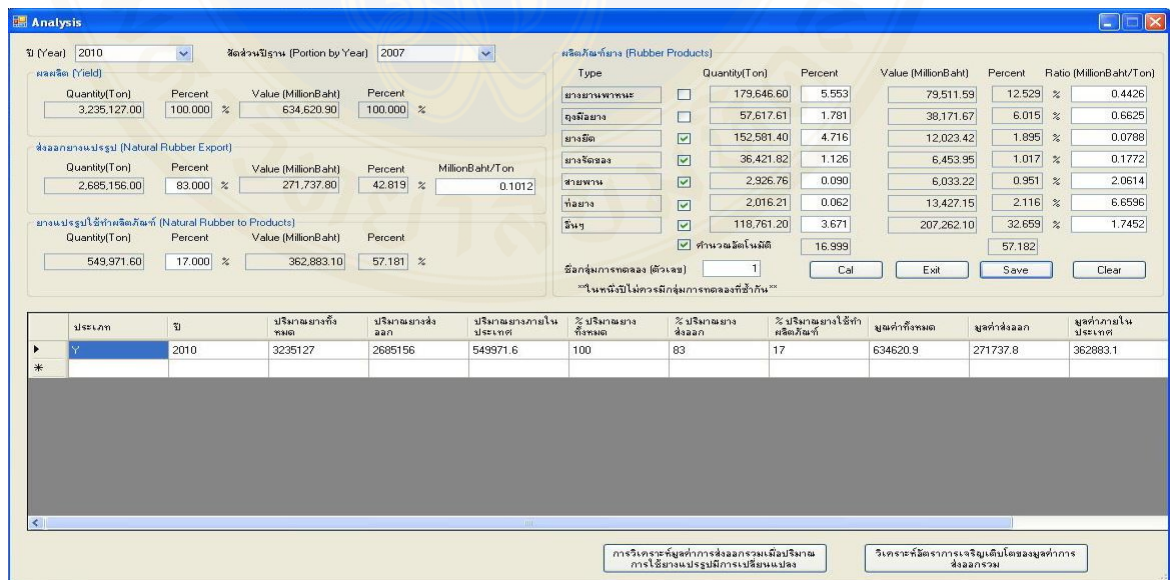 Analysis
ปี (Year) 2010 สัดส่วนปีฐาน (Portion by Year) 2007
ผลผลิต (Yield)
Quantity(Ton) Percent Value (MillionBaht) Percent
3,235,127.00 100.000 % 634,620.90 100.000 %
ส่งออกยางแปรรูป (Natural Rubber Export)
Quantity(Ton) Percent Value (MillionBaht) Percent MillionBaht/Ton
2,685,156.00 83.000 % 271,737.80 42.819 % 0.1012
ยางแปรรูปใช้ทำผลิตภัณฑ์ (Natural Rubber to Products)
Quantity(Ton) Percent Value (MillionBaht) Percent
549,971.60 17.000 % 362,883.10 57.181 %
ผลิตภัณฑ์ยาง (Rubber Products)
Type Quantity(Ton) Percent Value (MillionBaht) Percent Ratio (MillionBaht/Ton)
ยางยานพาหนะ 179,646.60 5.553 79,511.59 12.529 % 0.4426
ถุงมือยาง 57,617.61 1.781 38,171.67 6.015 % 0.6625
ยางยืด 152,581.40 4.716 12,023.42 1.895 % 0.0788
ยางรัดของ 36,421.82 1.126 6,453.95 1.017 % 0.1772
สายพาน 2,926.76 0.090 6,033.22 0.951 % 2.0614
ท่อยาง 2,016.21 0.062 13,427.15 2.116 % 6.6596
อื่นๆ 118,761.20 3.671 207,262.10 32.659 % 1.7452
คำนวณอัตโนมัติ 16.999 57.182
ชื่อกลุ่มการทดลอง (ตัวเลข) 1 Cal Exit Save Clear
**ในหนึ่งปีไม่ควรมีกลุ่มการทดลองที่ซ้ำกัน**
ประเภท ปี ปริมาณยางทั้งหมด ปริมาณยางส่งออก ปริมาณยางภายในประเทศ % ปริมาณยางทั้งหมด % ปริมาณยางส่งออก % ปริมาณยางใช้ทำผลิตภัณฑ์ มูลค่าทั้งหมด มูลค่าส่งออก มูลค่าภายในประเทศ
Y 2010 3235127 2685156 549971.6 100 83 17 634620.9 271737.8 362883.1
การวิเคราะห์มูลค่าการส่งออกรวมเมื่อปริมาณ
การใช้ยางแปรรูปมีการเปลี่ยนแปลง
วิเคราะห์อัตราการเจริญเติบโตของมูลค่าการ
ส่งออกรวม